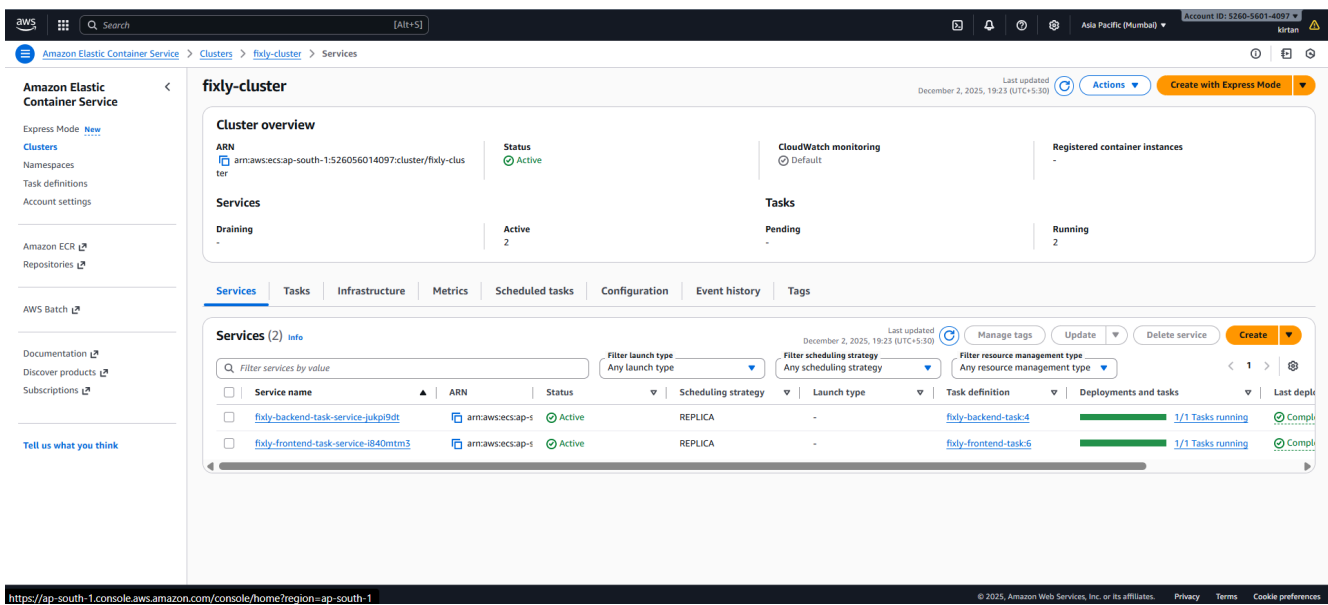 aws
Search
[Alt+S]
Asia Pacific (Mumbai)
Account ID: 5260-5601-4097
kirtan
Amazon Elastic Container Service > Clusters > fixly-cluster > Services
Amazon Elastic
Container Service
Express Mode New
Clusters
Namespaces
Task definitions
Account settings
Amazon ECR
Repositories
AWS Batch
Documentation
Discover products
Subscriptions
Tell us what you think
fixly-cluster
Last updated
December 2, 2025, 19:23 (UTC+5:30)
Actions
Create with Express Mode
Cluster overview
ARN
arn:aws:ecs:ap-south-1:526056014097:cluster/fixly-clus
ter
Status
Active
CloudWatch monitoring
Default
Registered container instances
-
Services
Draining
-
Active
2
Tasks
Pending
-
Running
2
Services Tasks Infrastructure Metrics Scheduled tasks Configuration Event history Tags
Services (2) Info
Last updated
December 2, 2025, 19:23 (UTC+5:30)
Manage tags
Update
Delete service
Create
Filter services by value
Filter launch type
Any launch type
Filter scheduling strategy
Any scheduling strategy
Filter resource management type
Any resource management type
1
Service name ARN Status Scheduling strategy Launch type Task definition Deployments and tasks Last deplo
fixly-backend-task-service-jukpi9dt arn:aws:ecs:ap-s Active REPLICA - fixly-backend-task:4 1/1 Tasks running Compl
fixly-frontend-task-service-i840mtm3 arn:aws:ecs:ap-s Active REPLICA - fixly-frontend-task:6 1/1 Tasks running Compl
https://ap-south-1.console.aws.amazon.com/console/home?region=ap-south-1
© 2025, Amazon Web Services, Inc. or its affiliates. Privacy Terms Cookie preferences